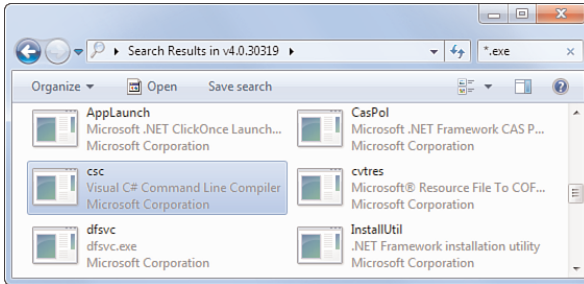 Search Results in v4.0.30319
*.exe
Organize
Open
Save search
AppLaunch
Microsoft .NET ClickOnce Launch...
Microsoft Corporation
CasPol
Microsoft .NET Framework CAS P...
Microsoft Corporation
csc
Visual C# Command Line Compiler
Microsoft Corporation
cvtres
Microsoft® Resource File To COF...
Microsoft Corporation
dfsvc
dfsvc.exe
Microsoft Corporation
InstallUtil
.NET Framework installation utility
Microsoft Corporation